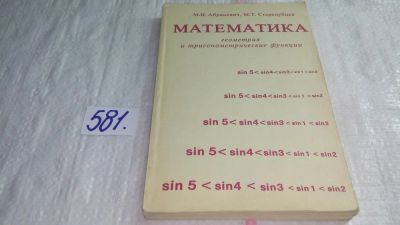 М.И. Абрамович, М.Т. Стародубцев
МАТЕМАТИКА
геометрия
и тригонометрические функции
sin 5 < sin4 < sin3 < sin 1 < sin2
sin 5 < sin4 < sin3 < sin 1 < sin2
581.
sin 5 < sin4 < sin3 < sin 1 < sin2
sin 5 < sin4 < sin3 < sin 1 < sin2
sin 5 < sin4 < sin3 < sin 1 < sin2